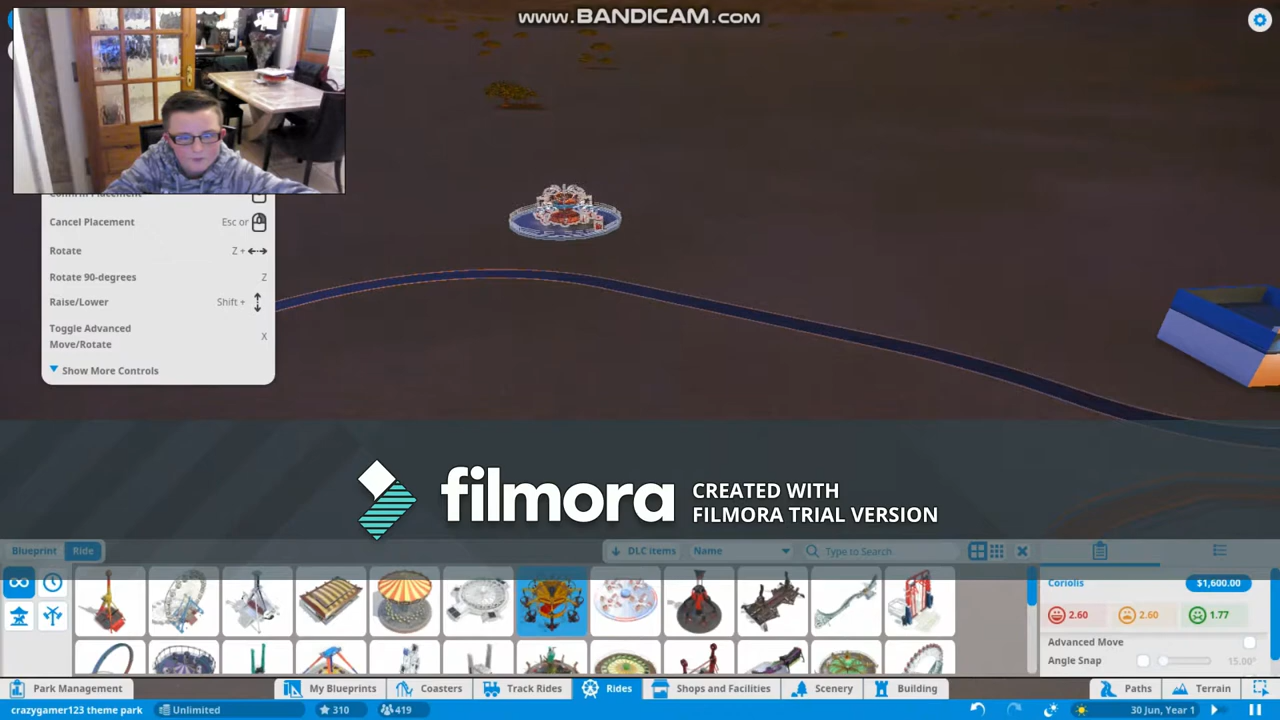 www.BANDICAM.com
Cancel Placement Esc or
Rotate Z +
Rotate 90-degrees Z
Raise/Lower Shift +
Toggle Advanced
Move/Rotate X
Show More Controls
filmora CREATED WITH
FILMORA TRIAL VERSION
Blueprint Ride DLC items Name Type to Search
Coriolis $1,600.00
2.60 2.60 1.77
Advanced Move
Angle Snap 15.00°
Park Management My Blueprints Coasters Track Rides Rides Shops and Facilities Scenery Building Paths Terrain
crazygamer123 theme park Unlimited 310 419 30 Jun, Year 1